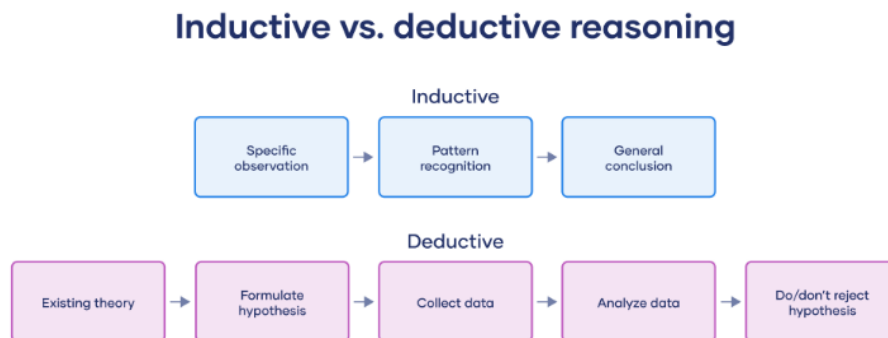 Inductive vs. deductive reasoning
Inductive
Specific
observation
Pattern
recognition
General
conclusion
Deductive
Existing theory
Formulate
hypothesis
Collect data
Analyze data
Do/don't reject
hypothesis